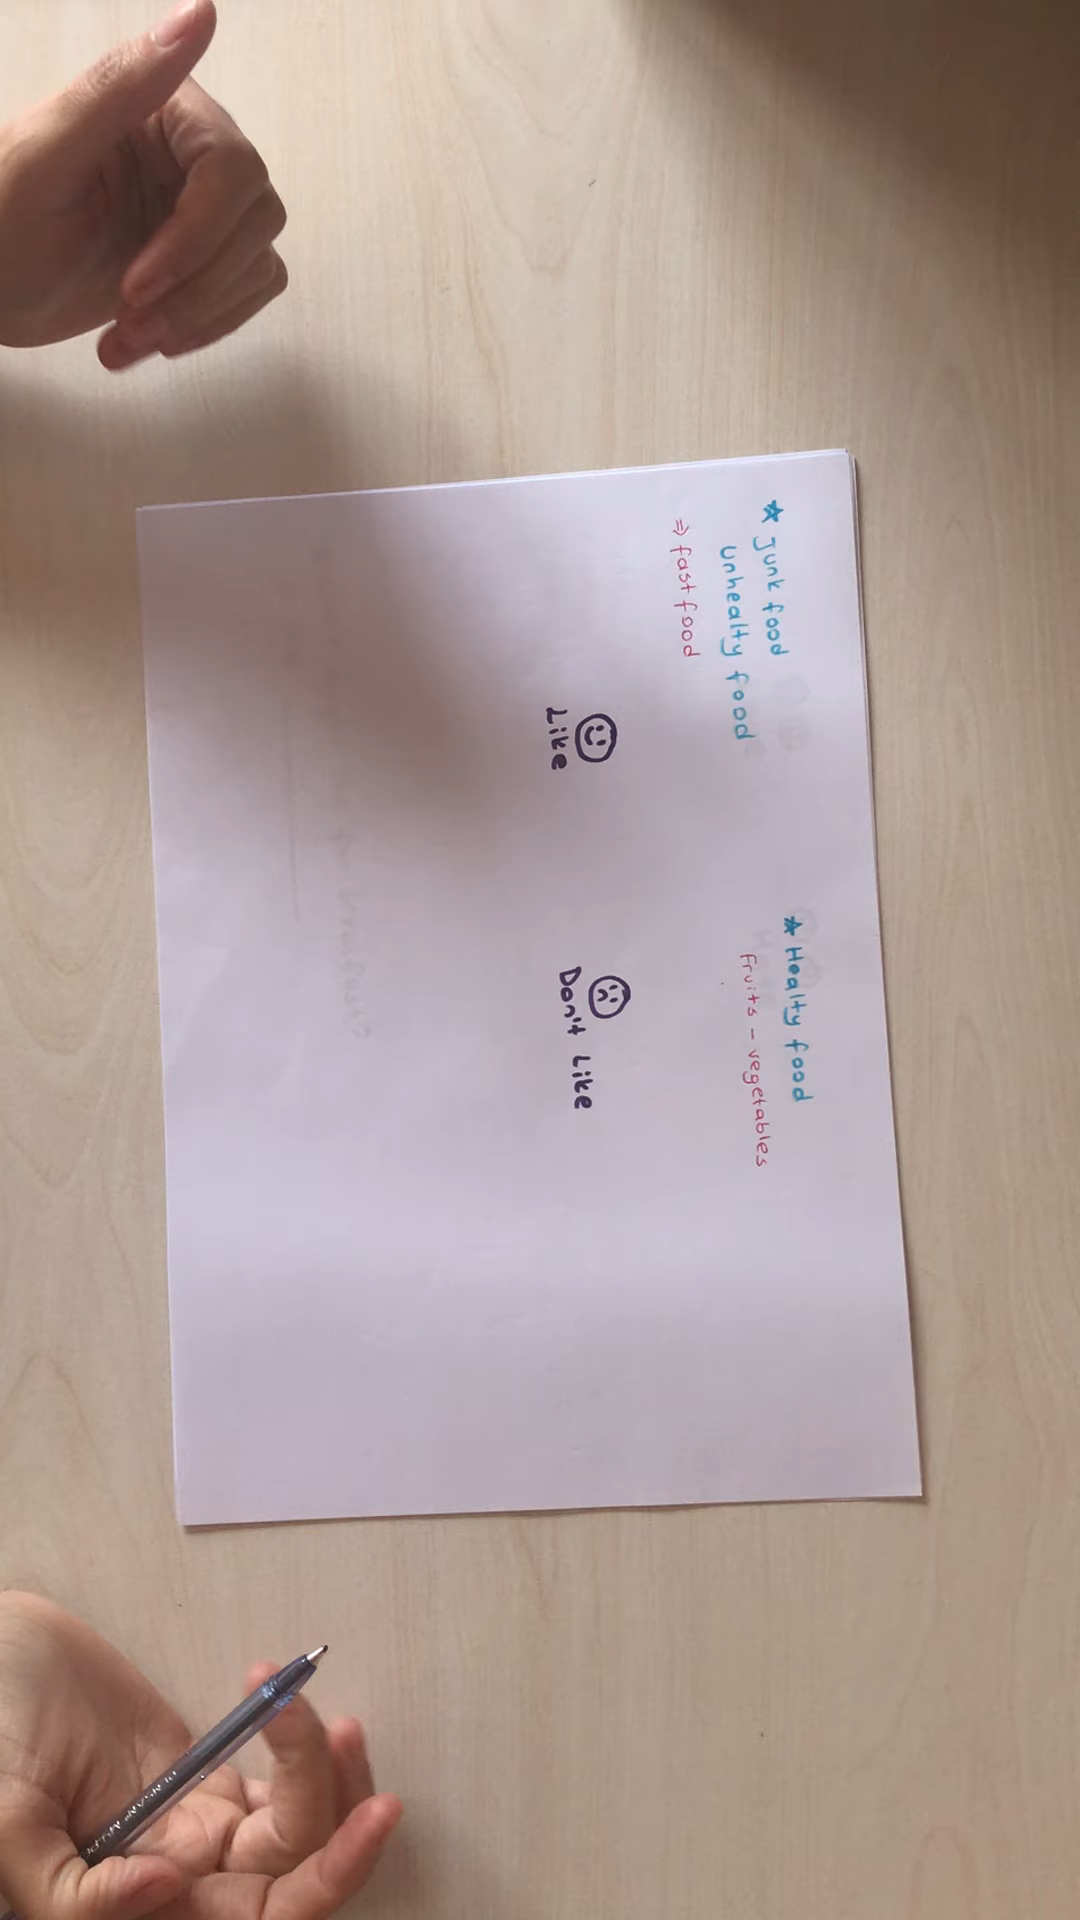 ☆ Junk food
unhealty food
⇒ fast food
☆ Healty food
fruits - vegetables
Like
Don't Like